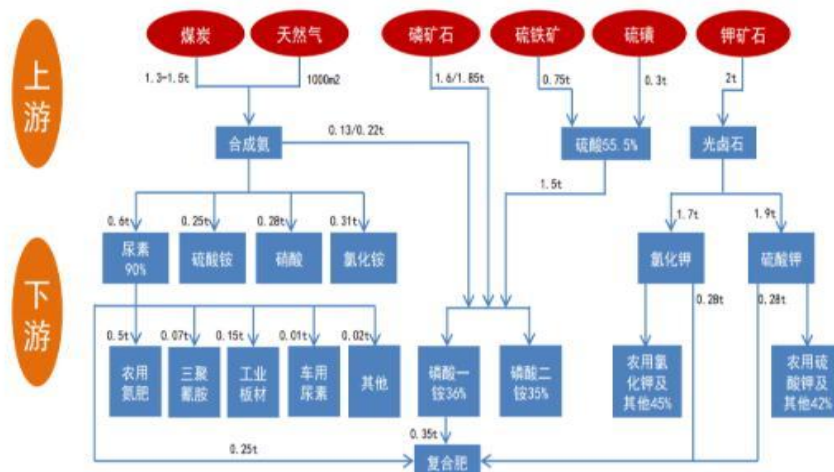 上游
煤炭
天然气
磷矿石
硫铁矿
硫磺
钾矿石
1.3-1.5t
1000m2
1.6/1.85t
0.75t
0.3t
2t
合成氨
0.13/0.22t
硫酸55.5%
光卤石
1.5t
下游
0.6t
0.25t
0.28t
0.31t
1.7t
1.9t
尿素
90%
硫酸铵
硝酸
氯化铵
氯化钾
硫酸钾
0.28t
0.28t
0.5t
0.07t
0.15t
0.01t
0.02t
农用
氮肥
三聚
氰胺
工业
板材
车用
尿素
其他
磷酸一
铵36%
磷酸二
铵35%
农用氯
化钾及
其他45%
农用硫
酸钾及
其他42%
0.25t
0.35t
复合肥